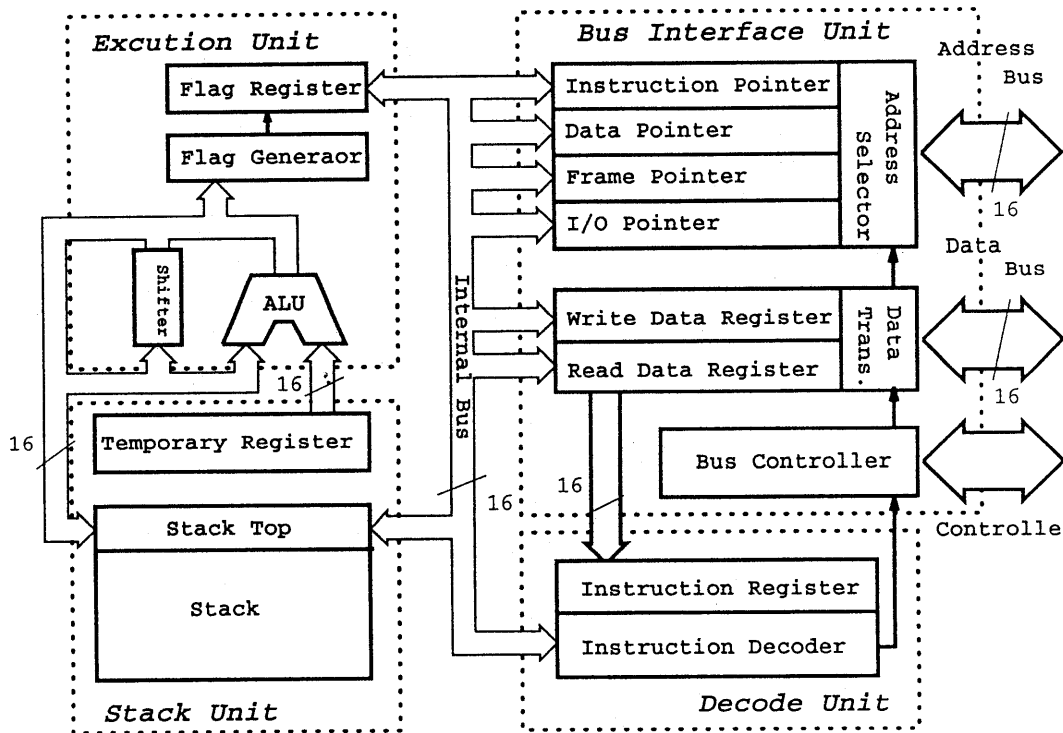 Excution Unit
Flag Register
Flag Generaor
Shifter
ALU
16
16
Temporary Register
Stack Top
Stack
Stack Unit
Internal Bus
16
Bus Interface Unit
Instruction Pointer
Data Pointer
Frame Pointer
I/O Pointer
Address
Selector
Write Data Register
Read Data Register
Data
Trans.
Bus Controller
16
Instruction Register
Instruction Decoder
Decode Unit
Address
Bus
16
Data
Bus
16
Controlle